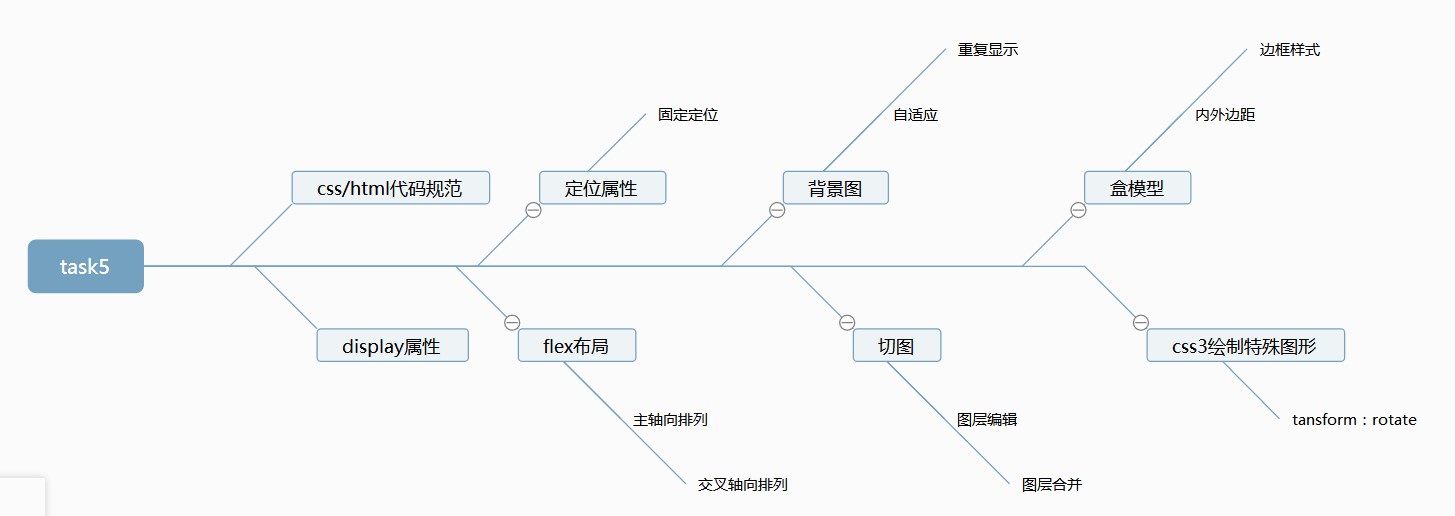 重复显示
边框样式
固定定位
自适应
内外边距
css/html代码规范
定位属性
背景图
盒模型
task5
display属性
flex布局
切图
css3绘制特殊图形
主轴向排列
图层编辑
tansform：rotate
交叉轴向排列
图层合并